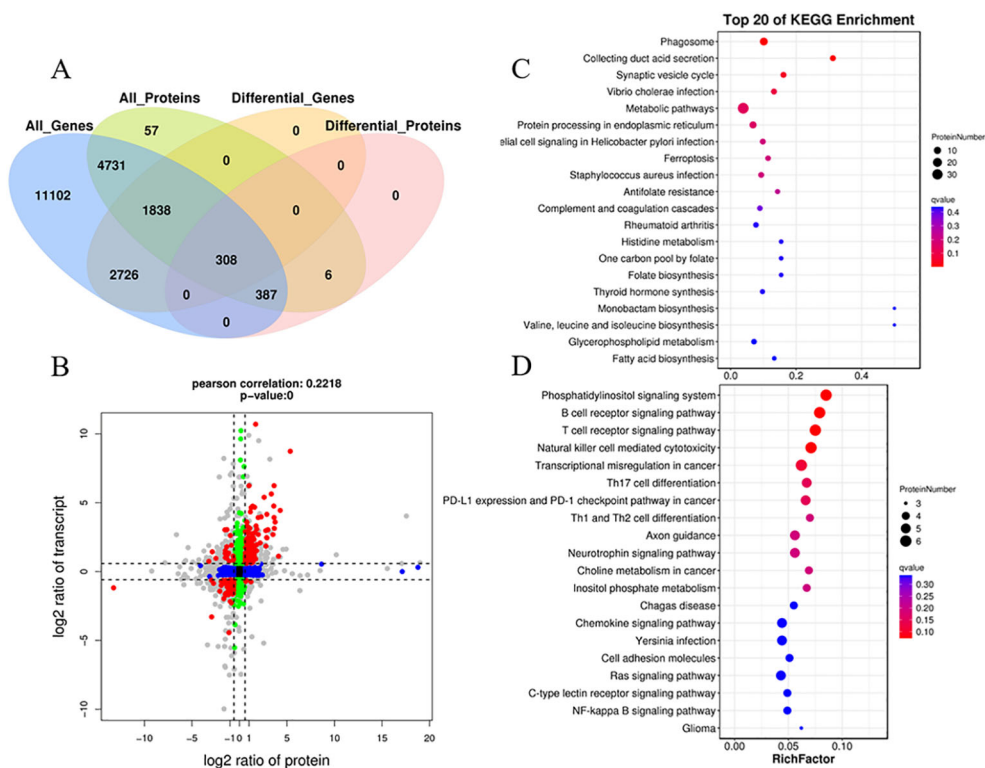 A
All_Proteins
Differential_Genes
All_Genes
Differential_Proteins
57
0
4731
0
0
11102
0
1838
0
308
2726
6
0
387
0
B
pearson correlation: 0.2218
p-value:0
log2 ratio of transcript
10
5
0
−5
−10
−10
−5
−1
0
1
5
10
15
20
log2 ratio of protein
C
Top 20 of KEGG Enrichment
Phagosome
Collecting duct acid secretion
Synaptic vesicle cycle
Vibrio cholerae infection
Metabolic pathways
Protein processing in endoplasmic reticulum
elial cell signaling in Helicobacter pylori infection
Ferroptosis
Staphylococcus aureus infection
Antifolate resistance
Complement and coagulation cascades
Rheumatoid arthritis
Histidine metabolism
One carbon pool by folate
Folate biosynthesis
Thyroid hormone synthesis
Monobactam biosynthesis
Valine, leucine and isoleucine biosynthesis
Glycerophospholipid metabolism
Fatty acid biosynthesis
0.0
0.2
0.4
ProteinNumber
10
20
30
qvalue
0.4
0.3
0.2
0.1
D
Phosphatidylinositol signaling system
B cell receptor signaling pathway
T cell receptor signaling pathway
Natural killer cell mediated cytotoxicity
Transcriptional misregulation in cancer
Th17 cell differentiation
PD-L1 expression and PD-1 checkpoint pathway in cancer
Th1 and Th2 cell differentiation
Axon guidance
Neurotrophin signaling pathway
Choline metabolism in cancer
Inositol phosphate metabolism
Chagas disease
Chemokine signaling pathway
Yersinia infection
Cell adhesion molecules
Ras signaling pathway
C-type lectin receptor signaling pathway
NF-kappa B signaling pathway
Glioma
0.00
0.05
0.10
RichFactor
ProteinNumber
3
4
5
6
qvalue
0.30
0.25
0.20
0.15
0.10